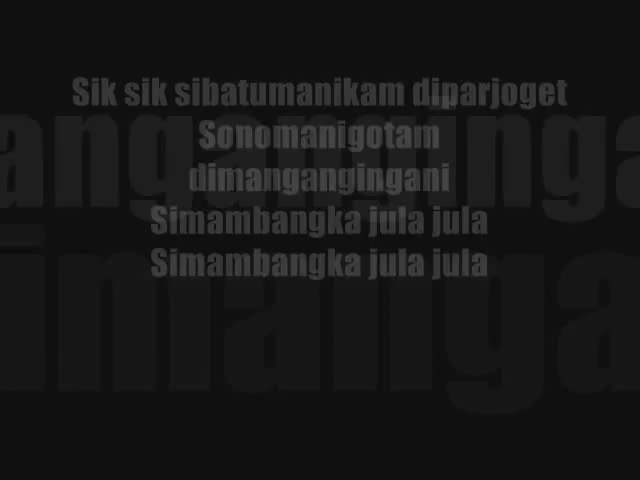 Sik sik sibatumanikam diparjoget
Sonomanigotam
dimangangingani
Simambangka jula jula
Simambangka jula jula